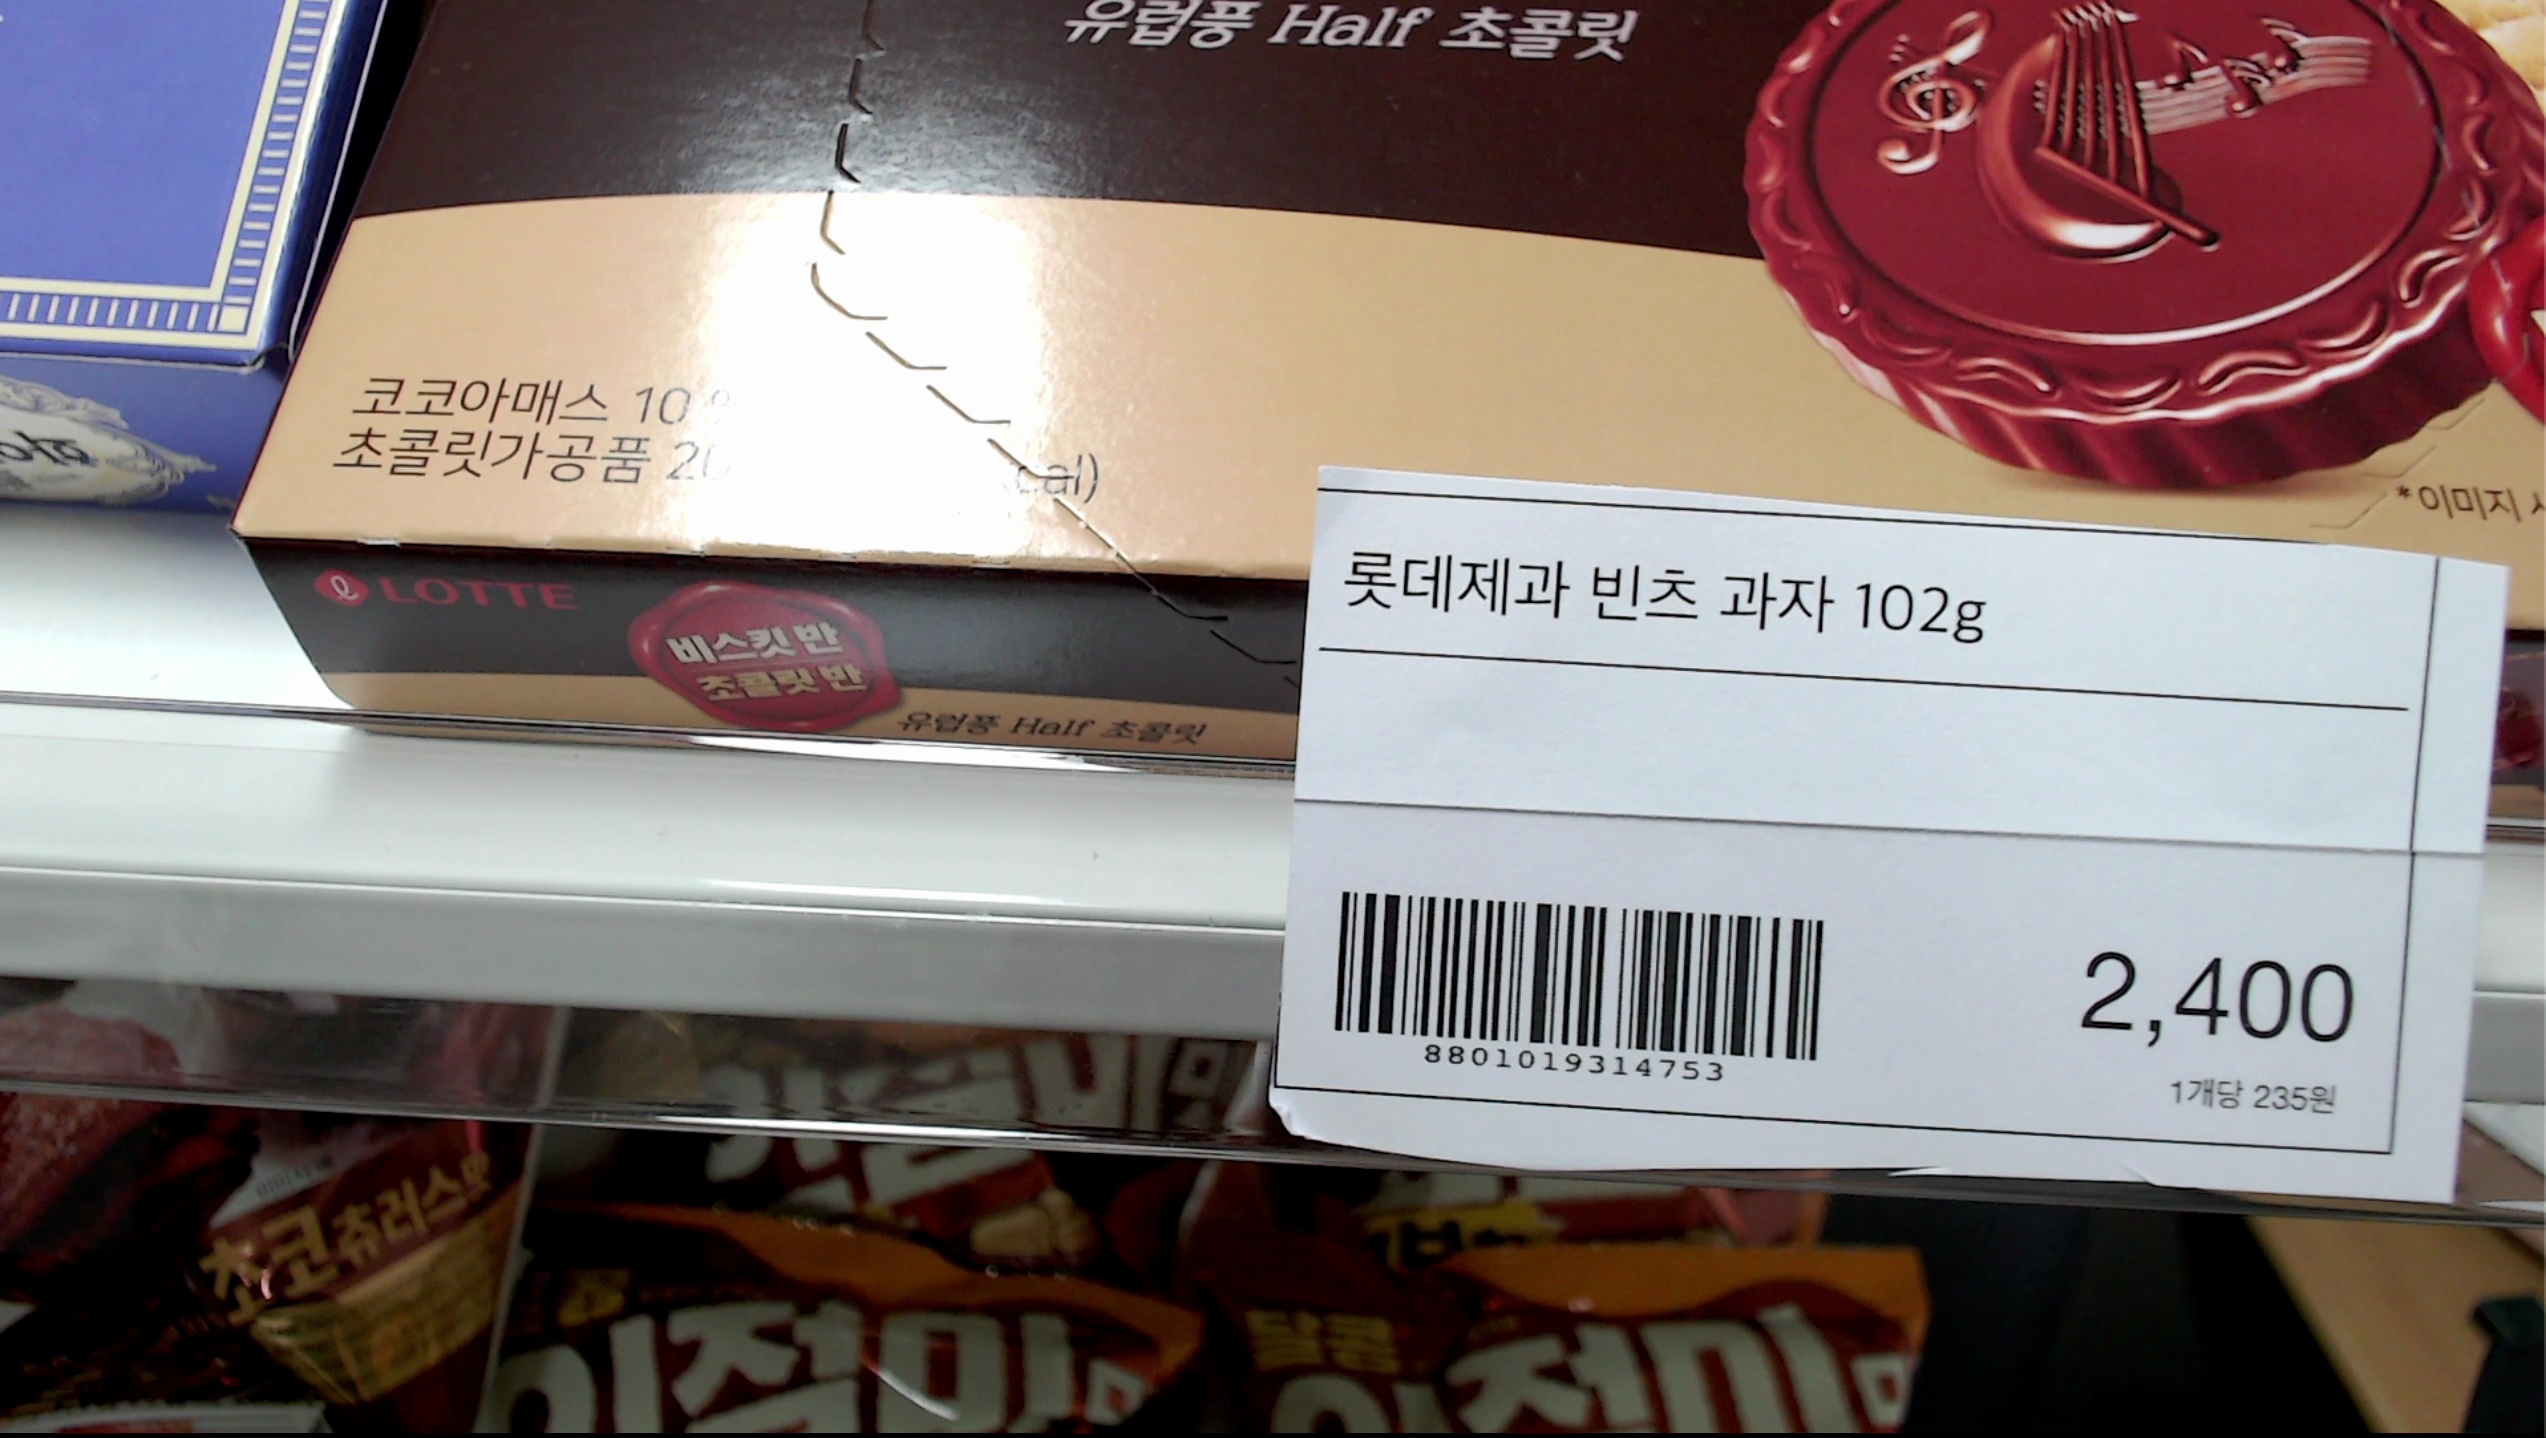 유럽풍 Half 초콜릿
코코아매스 10
초콜릿가공품 20
cal)
*이미지
LOTTE
비스킷 반
초콜릿 반
유럽풍 Half 초콜릿
롯데제과 빈츠 과자 102g
8801019314753
2,400
1개당 235원
초코츄러스맛
달콤